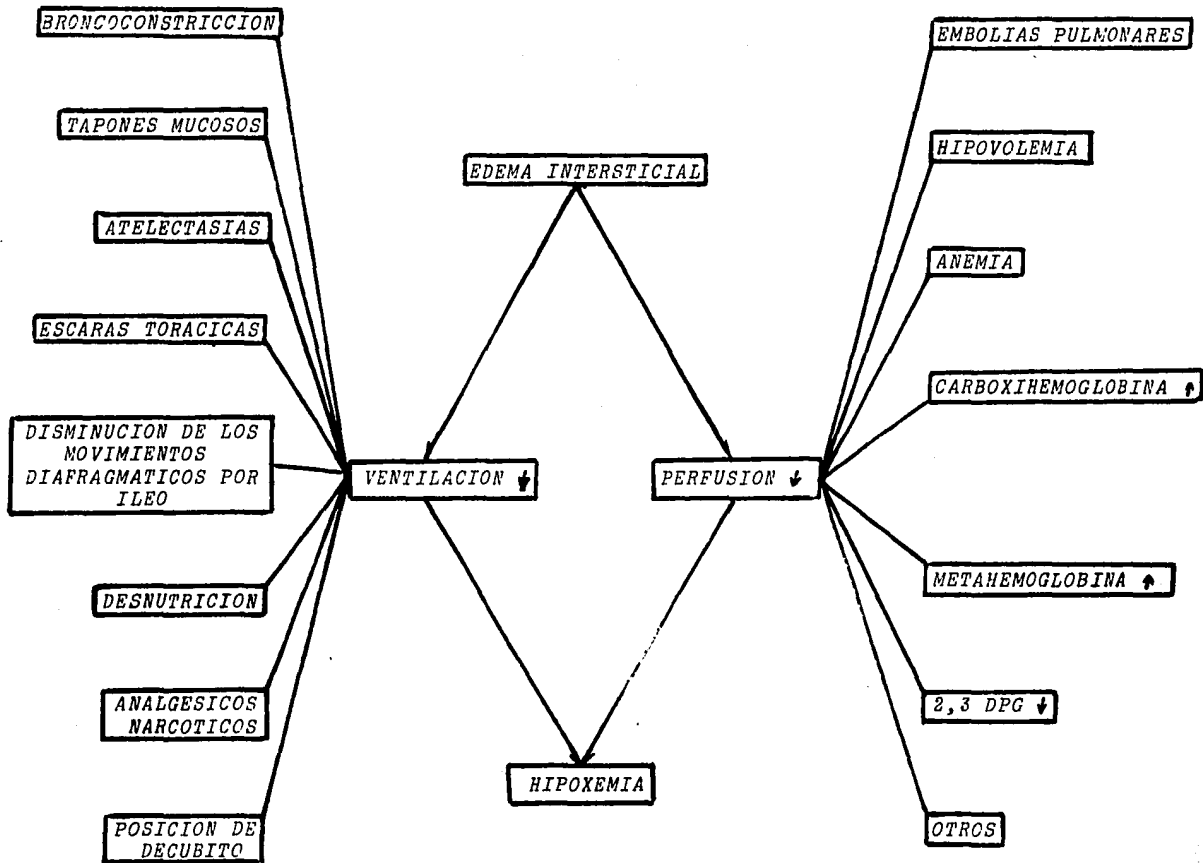 BRONCOCONSTRICCION
TAPONES MUCOSOS
ATELECTASIAS
ESCARAS TORACICAS
DISMINUCION DE LOS
MOVIMIENTOS
DIAFRAGMATICOS POR
ILEO
DESNUTRICION
ANALGESICOS
NARCOTICOS
POSICION DE
DECUBITO
EDEMA INTERSTICIAL
VENTILACION ↓
PERFUSION ↓
HIPOXEMIA
EMBOLIAS PULMONARES
HIPOVOLEMIA
ANEMIA
CARBOXIHEMOGLOBINA ↑
METAHEMOGLOBINA ↑
2,3 DPG ↓
OTROS